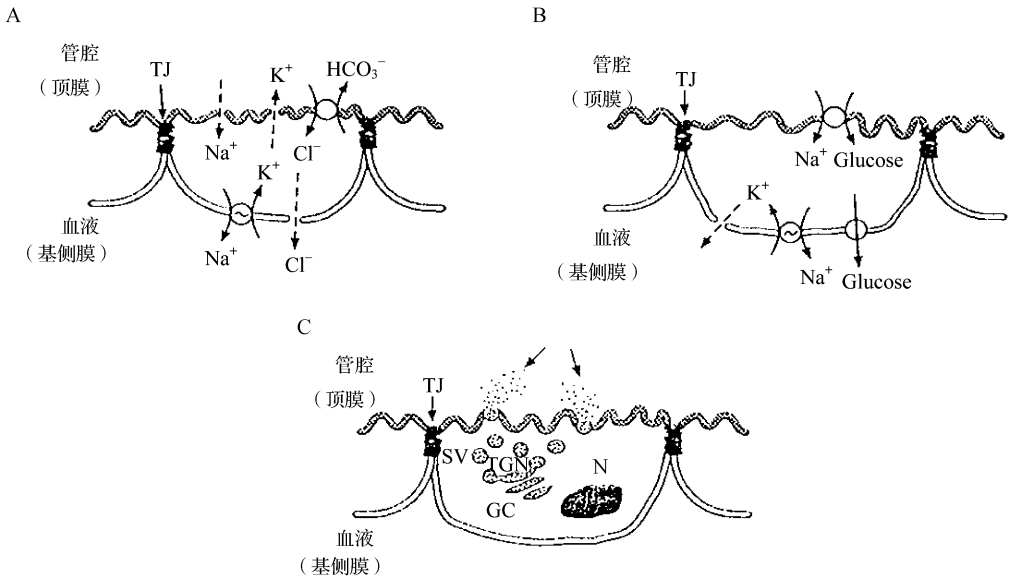 A
管腔
（顶膜）
TJ
K⁺
HCO₃⁻
Na⁺
Cl⁻
K⁺
血液
（基侧膜）
Na⁺
Cl⁻
B
管腔
（顶膜）
TJ
Na⁺ Glucose
K⁺
血液
（基侧膜）
Na⁺ Glucose
C
管腔
（顶膜）
TJ
SV
TGN
N
GC
血液
（基侧膜）